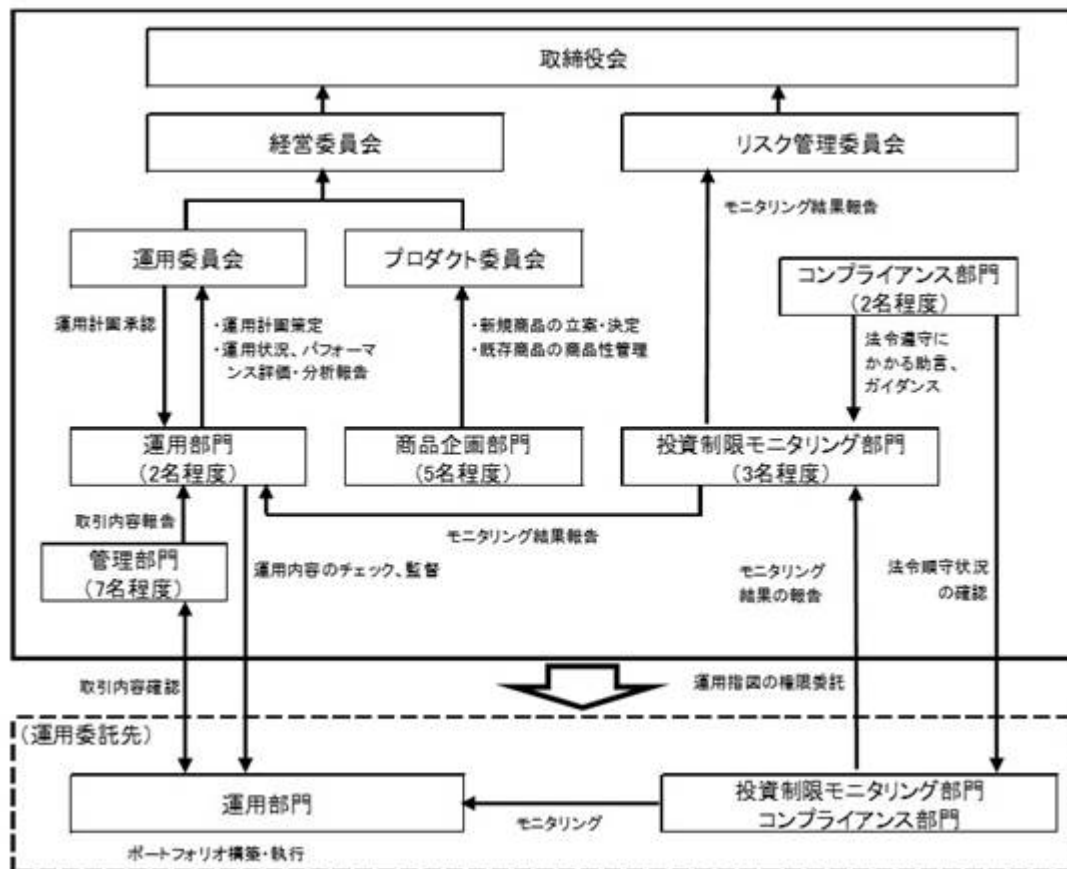 取締役会
経営委員会
リスク管理委員会
モニタリング結果報告
運用委員会
プロダクト委員会
コンプライアンス部門
(2名程度)
運用計画承認
・運用計画策定
・運用状況、パフォーマ
ンス評価・分析報告
・新規商品の立案・決定
・既存商品の商品性管理
法令遵守に
かかる助言、
ガイダンス
運用部門
(2名程度)
商品企画部門
(5名程度)
投資制限モニタリング部門
(3名程度)
取引内容報告
モニタリング結果報告
管理部門
(7名程度)
運用内容のチェック、監督
モニタリング
結果の報告
法令順守状況
の確認
取引内容確認
運用指図の権限委託
(運用委託先)
運用部門
モニタリング
投資制限モニタリング部門
コンプライアンス部門
ポートフォリオ構築・執行